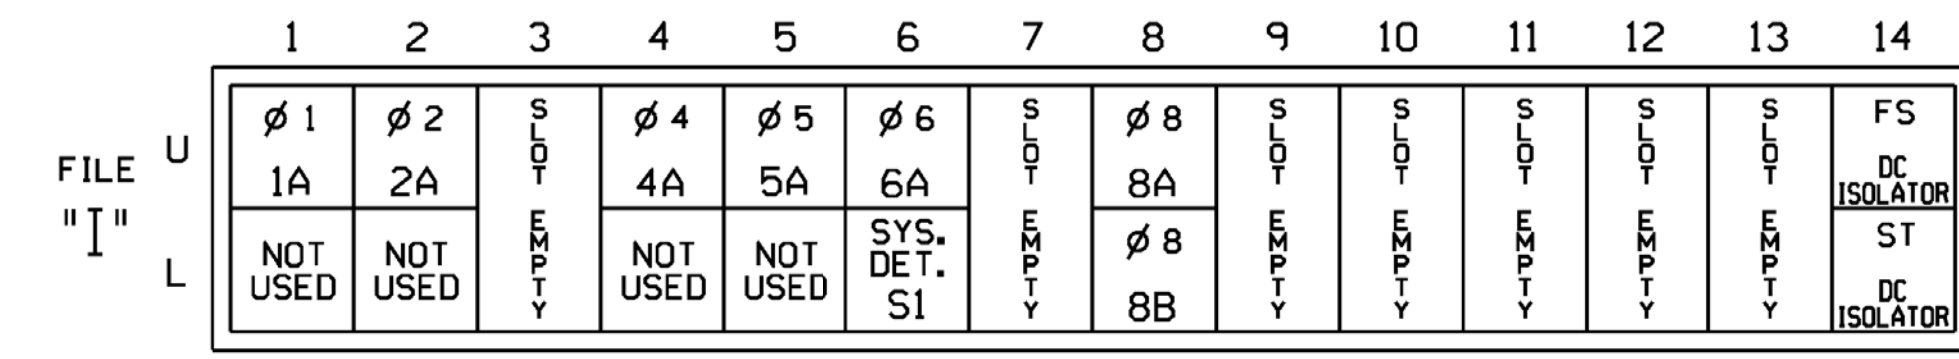 1 2 3 4 5 6 7 8 9 10 11 12 13 14
FILE
"I"
U
L
Ø 1
1A
NOT
USED
Ø 2
2A
NOT
USED
SLOT
EMPTY
Ø 4
4A
NOT
USED
Ø 5
5A
NOT
USED
Ø 6
6A
SYS.
DET.
S1
SLOT
EMPTY
Ø 8
8A
Ø 8
8B
SLOT
EMPTY
SLOT
EMPTY
SLOT
EMPTY
SLOT
EMPTY
SLOT
EMPTY
FS
DC
ISOLATOR
ST
DC
ISOLATOR